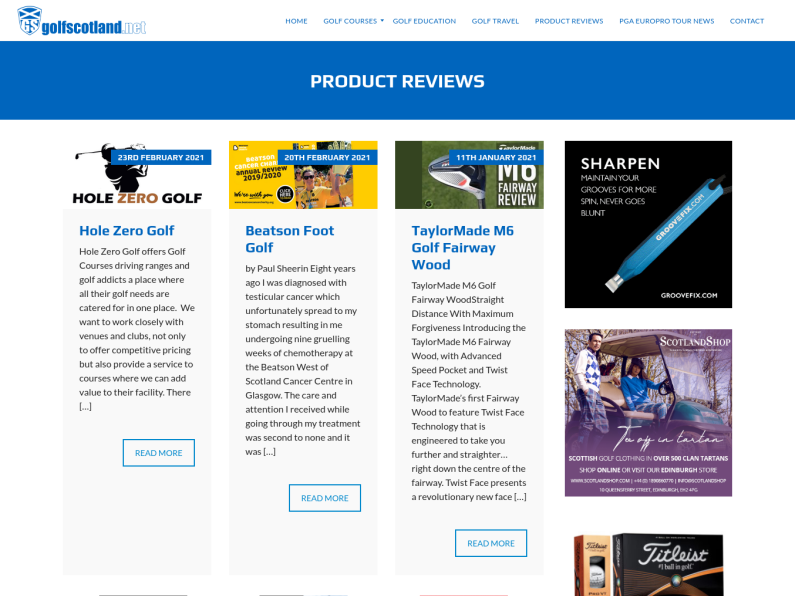 GS golfscotland.net
HOME GOLF COURSES GOLF EDUCATION GOLF TRAVEL PRODUCT REVIEWS PGA EUROPRO TOUR NEWS CONTACT
PRODUCT REVIEWS
23RD FEBRUARY 2021
HOLE ZERO GOLF
Hole Zero Golf
Hole Zero Golf offers Golf
Courses driving ranges and
golf addicts a place where
all their golf needs are
catered for in one place. We
want to work closely with
venues and clubs, not only
to offer competitive pricing
but also provide a service to
courses where we can add
value to their facility. There
[…]
READ MORE
20TH FEBRUARY 2021
BEATSON
CANCER CHARITY
annual review
2019/2020
We're with you
CLICK
HERE
Beatson Foot
Golf
by Paul Sheerin Eight years
ago I was diagnosed with
testicular cancer which
unfortunately spread to my
stomach resulting in me
undergoing nine gruelling
weeks of chemotherapy at
the Beatson West of
Scotland Cancer Centre in
Glasgow. The care and
attention I received while
going through my treatment
was second to none and it
was […]
READ MORE
TaylorMade
11TH JANUARY 2021
M6
FAIRWAY
REVIEW
TaylorMade M6
Golf Fairway
Wood
TaylorMade M6 Golf
Fairway WoodStraight
Distance With Maximum
Forgiveness Introducing the
TaylorMade M6 Fairway
Wood, with Advanced
Speed Pocket and Twist
Face Technology.
TaylorMade's first Fairway
Wood to feature Twist Face
Technology that is
engineered to take you
further and straighter…
right down the centre of the
fairway. Twist Face presents
a revolutionary new face […]
READ MORE
SHARPEN
MAINTAIN YOUR
GROOVES FOR MORE
SPIN, NEVER GOES
BLUNT
GROOVEFIX.COM
GROOVEFIX.COM
SCOTLANDSHOP
Tee off in tartan
SCOTTISH GOLF CLOTHING IN OVER 500 CLAN TARTANS
SHOP ONLINE OR VISIT OUR EDINBURGH STORE
10 QUEENSFERRY STREET, EDINBURGH, EH2 4PG
Titleist
#1 ball in golf